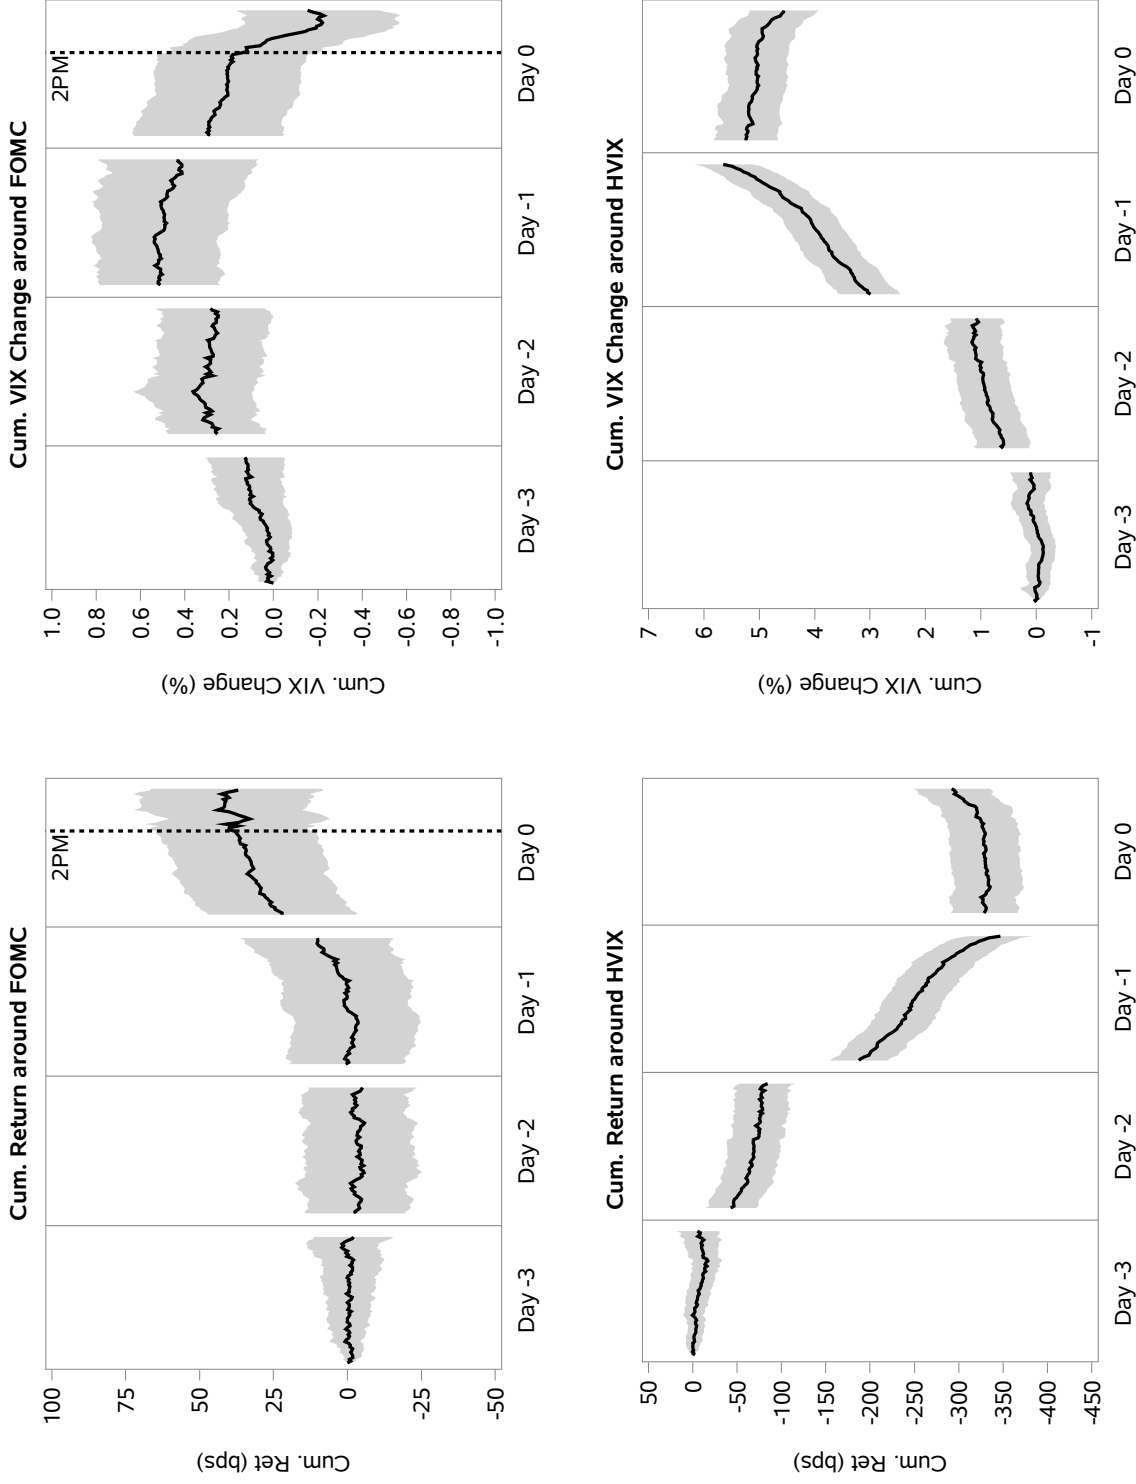 Cum. Return around FOMC
Cum. Ret (bps)
100
75
50
25
0
-25
-50
2PM
Day -3
Day -2
Day -1
Day 0
Cum. VIX Change around FOMC
Cum. VIX Change (%)
1.0
0.8
0.6
0.4
0.2
0.0
-0.2
-0.4
-0.6
-0.8
-1.0
2PM
Day -3
Day -2
Day -1
Day 0
Cum. Return around HVIX
Cum. Ret (bps)
50
0
-50
-100
-150
-200
-250
-300
-350
-400
-450
Day -3
Day -2
Day -1
Day 0
Cum. VIX Change around HVIX
Cum. VIX Change (%)
7
6
5
4
3
2
1
0
-1
Day -3
Day -2
Day -1
Day 0